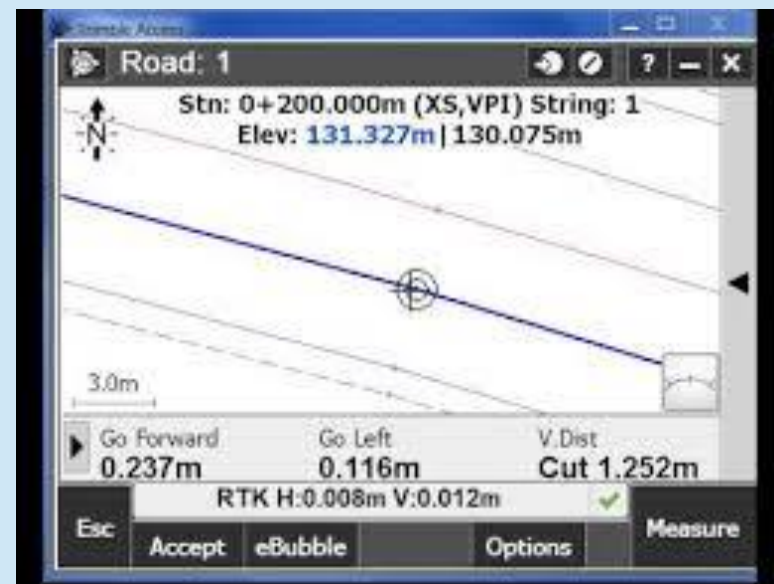 Trimble Access
Road: 1
? – ×
Stn: 0+200.000m (XS,VPI) String: 1
Elev: 131.327m|130.075m
N
3.0m
Go Forward Go Left V.Dist
0.237m 0.116m Cut 1.252m
RTK H:0.008m V:0.012m
Esc Accept eBubble Options Measure